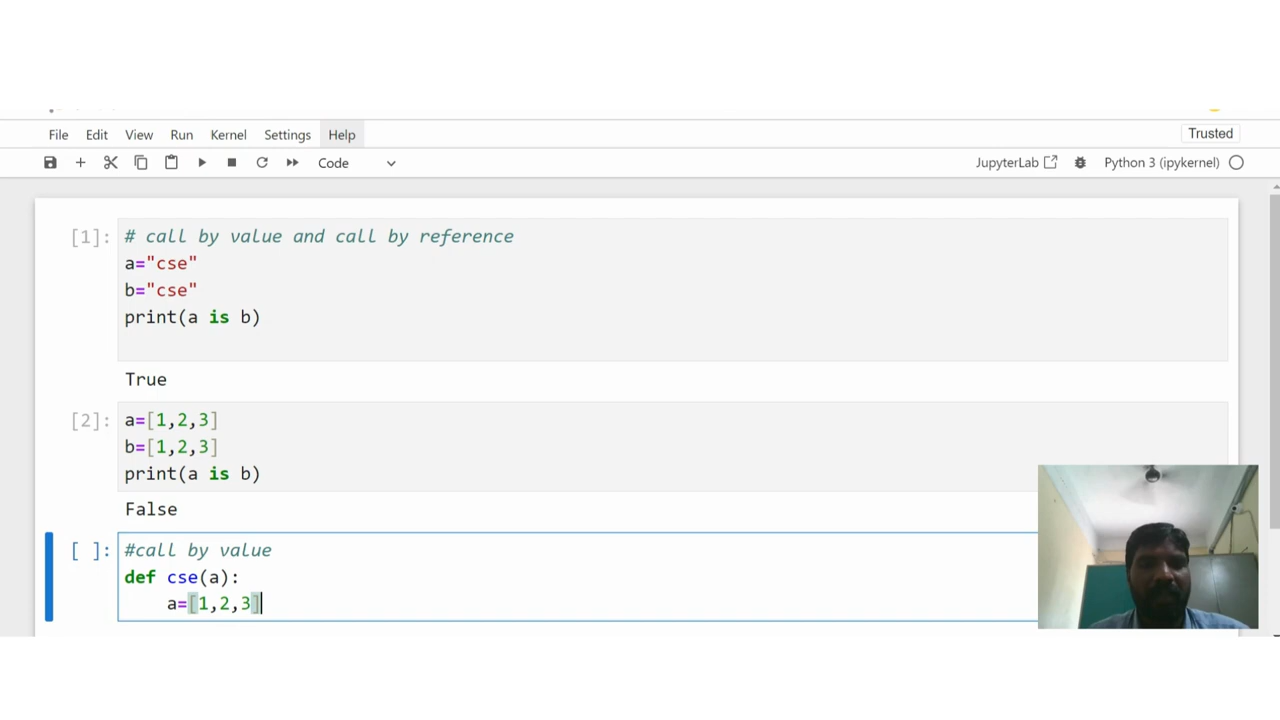 File Edit View Run Kernel Settings Help
Trusted
Code
JupyterLab
Python 3 (ipykernel)
[1]:
# call by value and call by reference
a="cse"
b="cse"
print(a is b)
True
[2]:
a=[1,2,3]
b=[1,2,3]
print(a is b)
False
[ ]:
#call by value
def cse(a):
    a=[1,2,3]